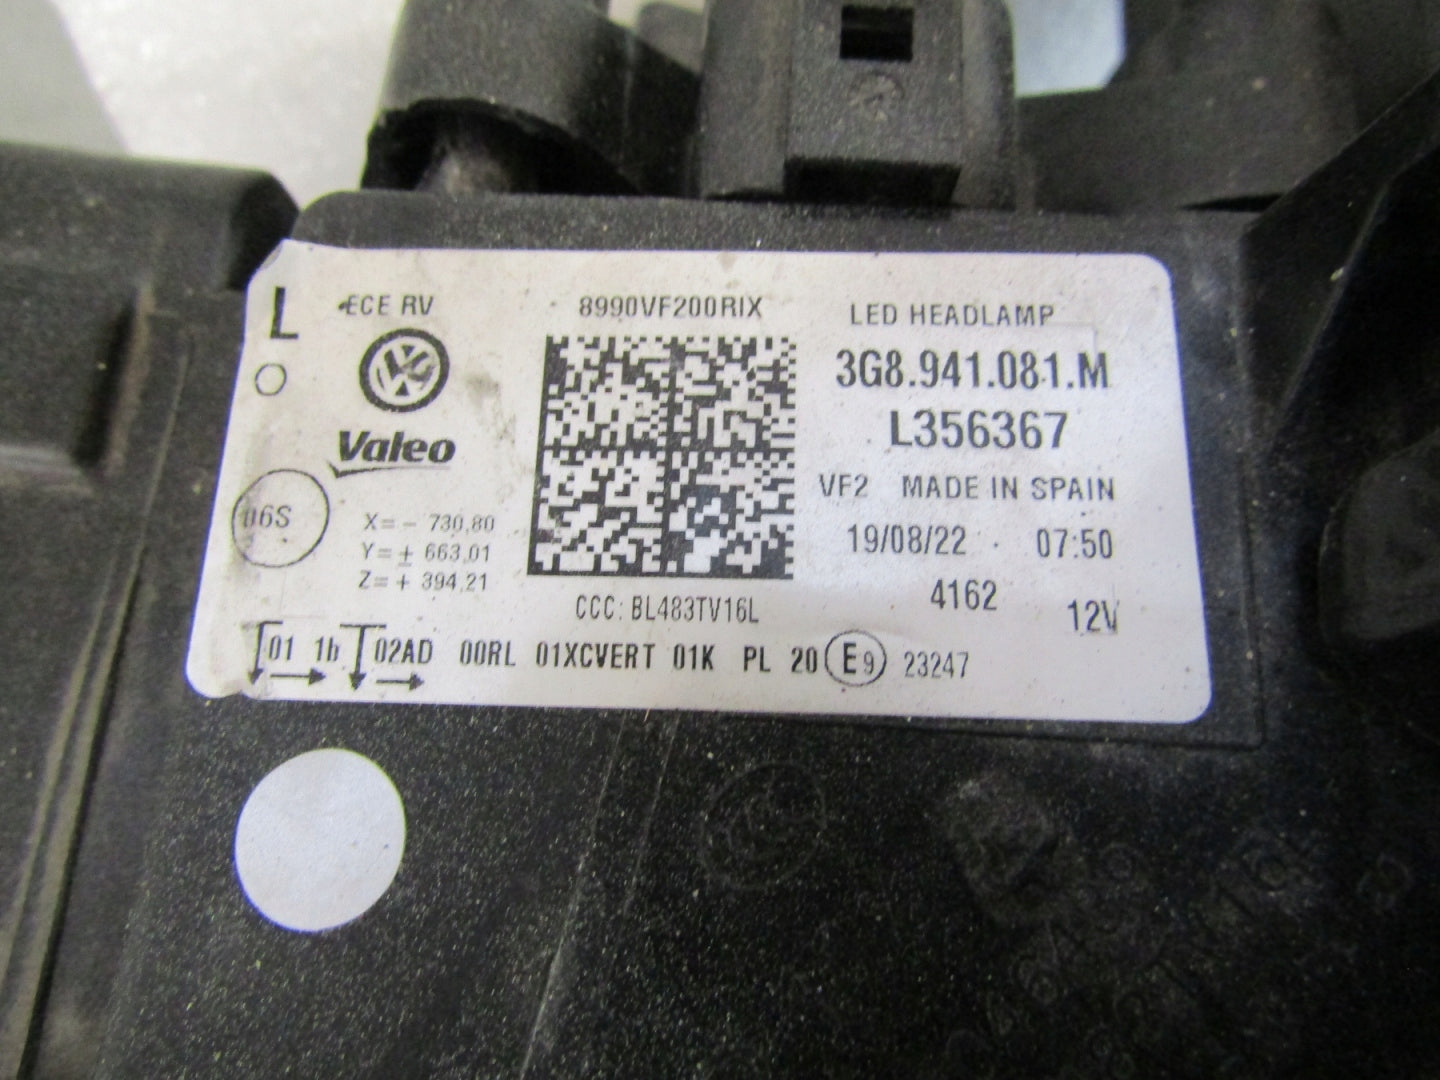 L
ECE RV
8990VF200RIX
LED HEADLAMP
3G8.941.081.M
Valeo
L356367
VF2 MADE IN SPAIN
06S
X= - 730,80
Y= ± 663,01
Z= + 394,21
19/08/22 07:50
4162 12V
CCC: BL483TV16L
01 1b 02AD 00RL 01XCVERT 01K PL 20 E9 23247